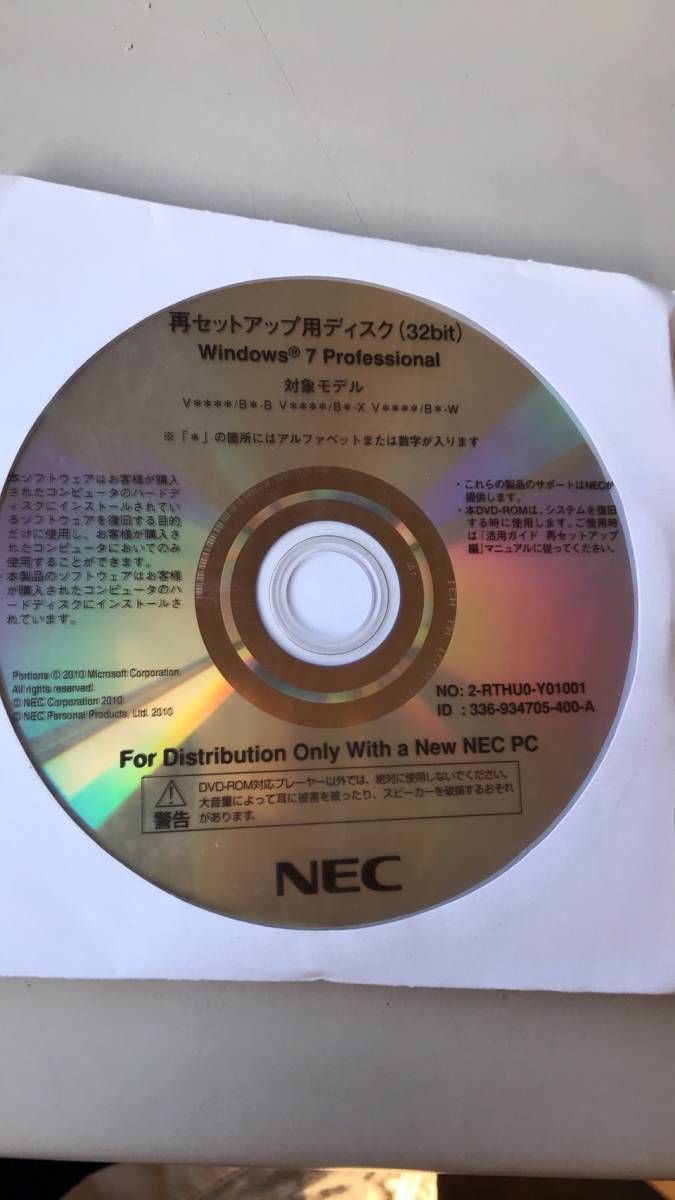 再セットアップ用ディスク(32bit)
Windows® 7 Professional
対象モデル
V****/B*-B V****/B*-X V****/B*-W
※「*」の箇所にはアルファベットまたは数字が入ります
本ソフトウェアはお客様が購入
されたコンピュータのハードデ
ィスクにインストールされてい
るソフトウェアを復旧する目的
だけに使用し、お客様が購入さ
れたコンピュータにおいてのみ
使用することができます。
・本製品のソフトウェアはお客様
が購入されたコンピュータのハ
ードディスクにインストールさ
れています。
・これらの製品のサポートはNECが
提供します。
・本DVD-ROMは、システムを復旧
する時に使用します。ご使用時
は「活用ガイド 再セットアップ
編」マニュアルに従ってください。
Portions © 2010 Microsoft Corporation.
All rights reserved.
© NEC Corporation 2010
© NEC Personal Products, Ltd. 2010
NO: 2-RTHU0-Y01001
ID : 336-934705-400-A
For Distribution Only With a New NEC PC
警告
DVD-ROM対応プレーヤー以外では、絶対に使用しないでください。
大音量によって耳に被害を被ったり、スピーカーを破損するおそれ
があります。
NEC